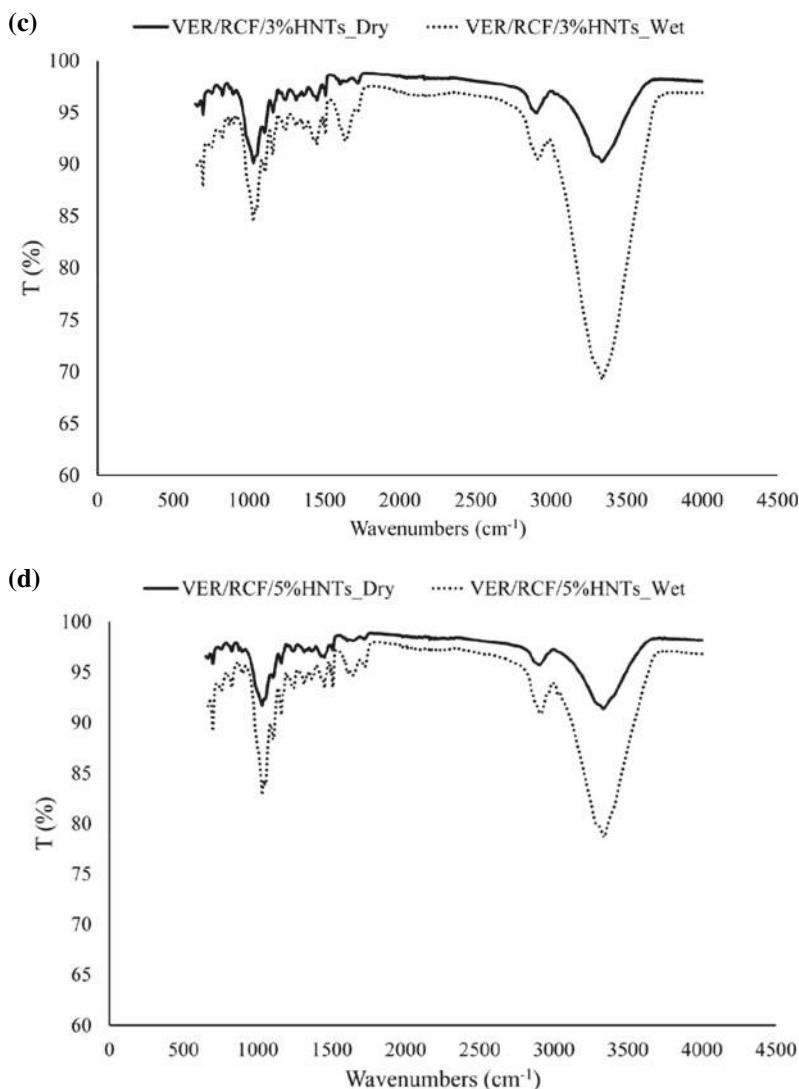 (c)
VER/RCF/3%HNTs_Dry VER/RCF/3%HNTs_Wet
100
95
90
85
80
75
70
65
60
T (%)
0 500 1000 1500 2000 2500 3000 3500 4000 4500
Wavenumbers (cm⁻¹)
(d)
VER/RCF/5%HNTs_Dry VER/RCF/5%HNTs_Wet
100
95
90
85
80
75
70
65
60
T (%)
0 500 1000 1500 2000 2500 3000 3500 4000 4500
Wavenumbers (cm⁻¹)